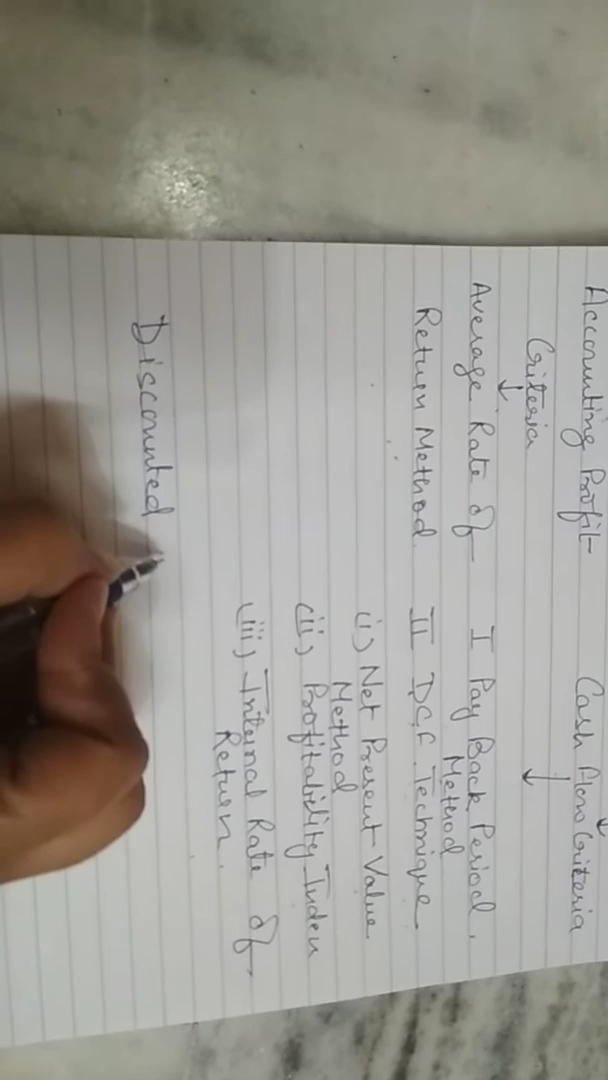 Accounting Profit
Criteria
↓
Average Rate of
Return Method.
Cash Flow Criteria
↓
I Pay Back Period.
Method
II DCF. Technique
(i) Net Present Value
Method
(ii) Profitability Index
(iii) Internal Rate of
Return.
Discounted